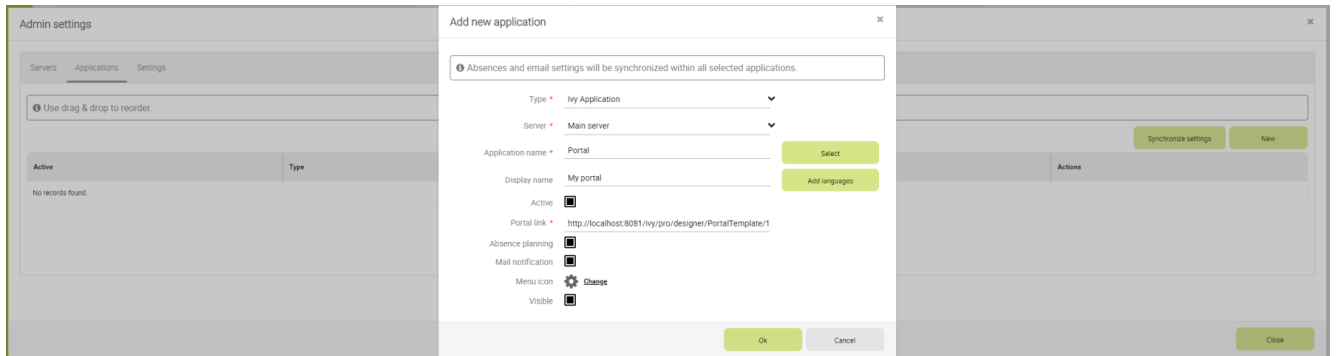 Admin settings
Servers Applications Settings
Use drag & drop to reorder.
Synchronize settings New
Active Type Actions
No records found.
Close
Add new application
Absences and email settings will be synchronized within all selected applications.
Type * Ivy Application
Server * Main server
Application name * Portal Select
Display name My portal Add languages
Active
Portal link * http://localhost:8081/ivy/pro/designer/PortalTemplate/1
Absence planning
Mail notification
Menu icon Change
Visible
Ok Cancel